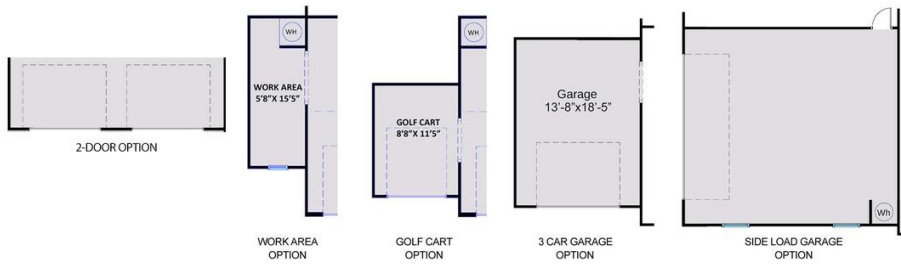 2-DOOR OPTION
WH
WORK AREA
5'8"X 15'5"
WORK AREA
OPTION
WH
GOLF CART
8'8"X 11'5"
GOLF CART
OPTION
Garage
13'-8"x18'-5"
3 CAR GARAGE
OPTION
Wh
SIDE LOAD GARAGE
OPTION